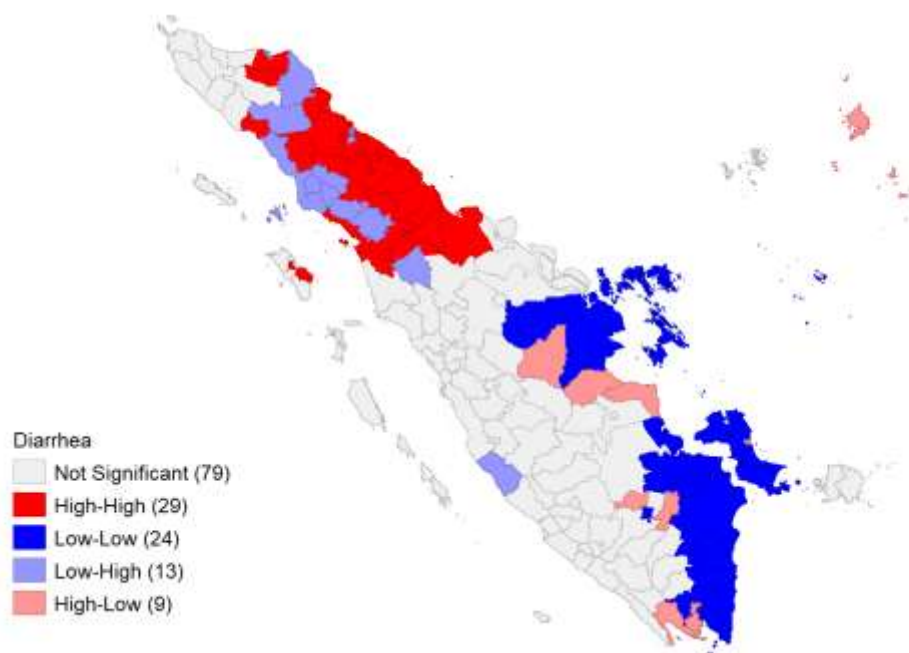 Diarrhea
Not Significant (79)
High-High (29)
Low-Low (24)
Low-High (13)
High-Low (9)